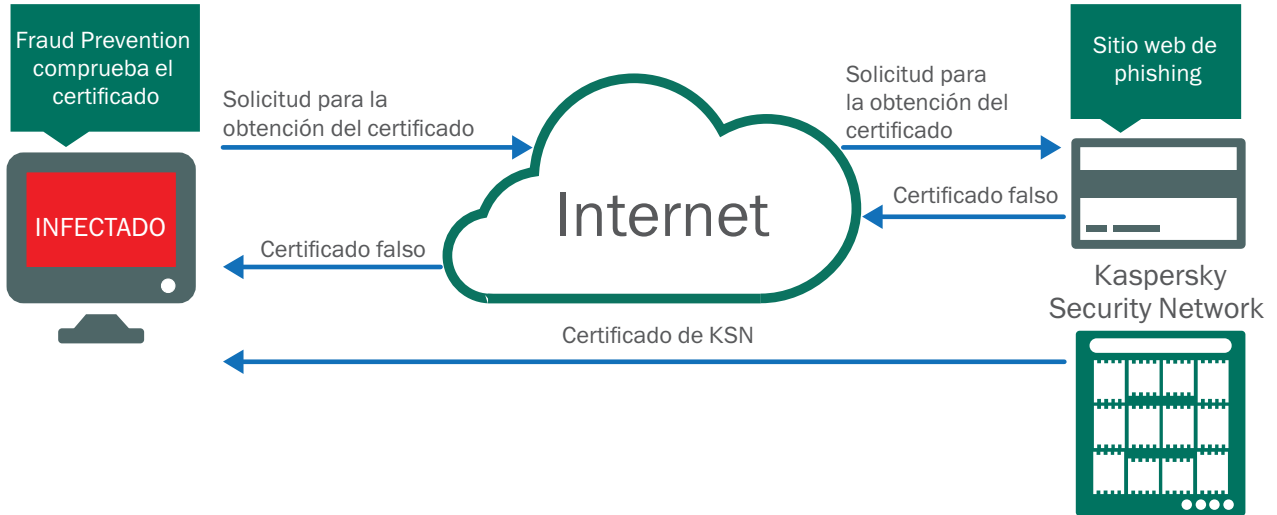 Fraud Prevention
comprueba el
certificado
Solicitud para la
obtención del certificado
Solicitud para
la obtención del
certificado
Sitio web de
phishing
INFECTADO
Internet
Certificado falso
Certificado falso
Kaspersky
Security Network
Certificado de KSN